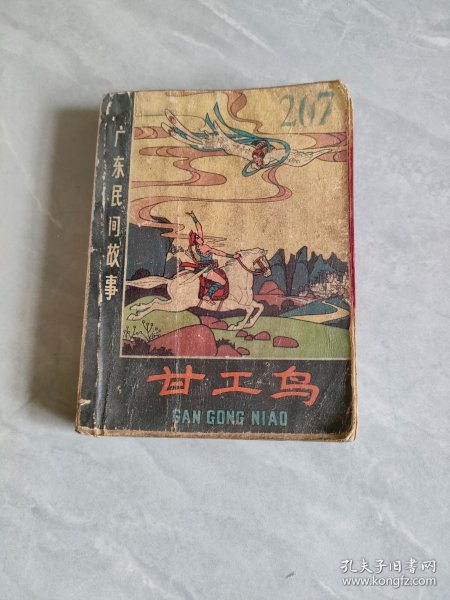 207
广东民间故事
甘工鸟
GAN GONG NIAO
孔夫子旧书网
www.kongfz.com